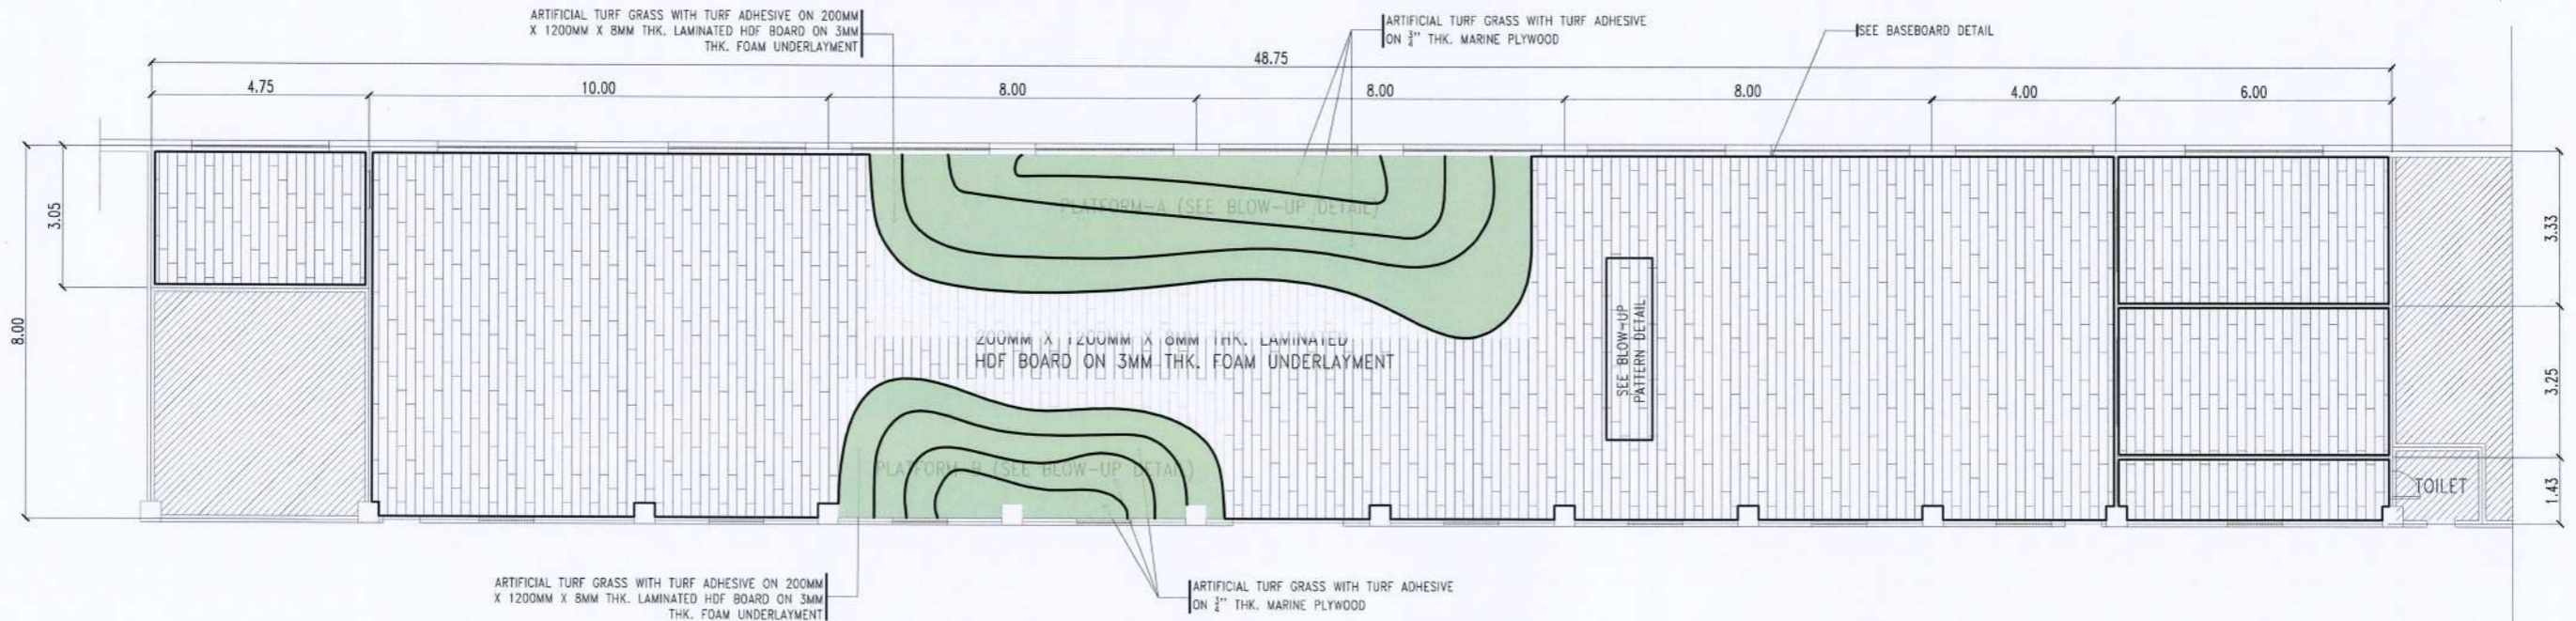 ARTIFICIAL TURF GRASS WITH TURF ADHESIVE ON 200MM
X 1200MM X 8MM THK. LAMINATED HDF BOARD ON 3MM
THK. FOAM UNDERLAYMENT
ARTIFICIAL TURF GRASS WITH TURF ADHESIVE
ON 3/4" THK. MARINE PLYWOOD
SEE BASEBOARD DETAIL
48.75
4.75
10.00
8.00
8.00
8.00
4.00
6.00
8.00
3.05
PLATFORM-A (SEE BLOW-UP DETAIL)
200MM X 1200MM X 8MM THK. LAMINATED
HDF BOARD ON 3MM THK. FOAM UNDERLAYMENT
SEE BLOW-UP
PATTERN DETAIL
PLATFORM-B (SEE BLOW-UP DETAIL)
TOILET
3.33
3.25
1.43
ARTIFICIAL TURF GRASS WITH TURF ADHESIVE ON 200MM
X 1200MM X 8MM THK. LAMINATED HDF BOARD ON 3MM
THK. FOAM UNDERLAYMENT
ARTIFICIAL TURF GRASS WITH TURF ADHESIVE
ON 3/4" THK. MARINE PLYWOOD